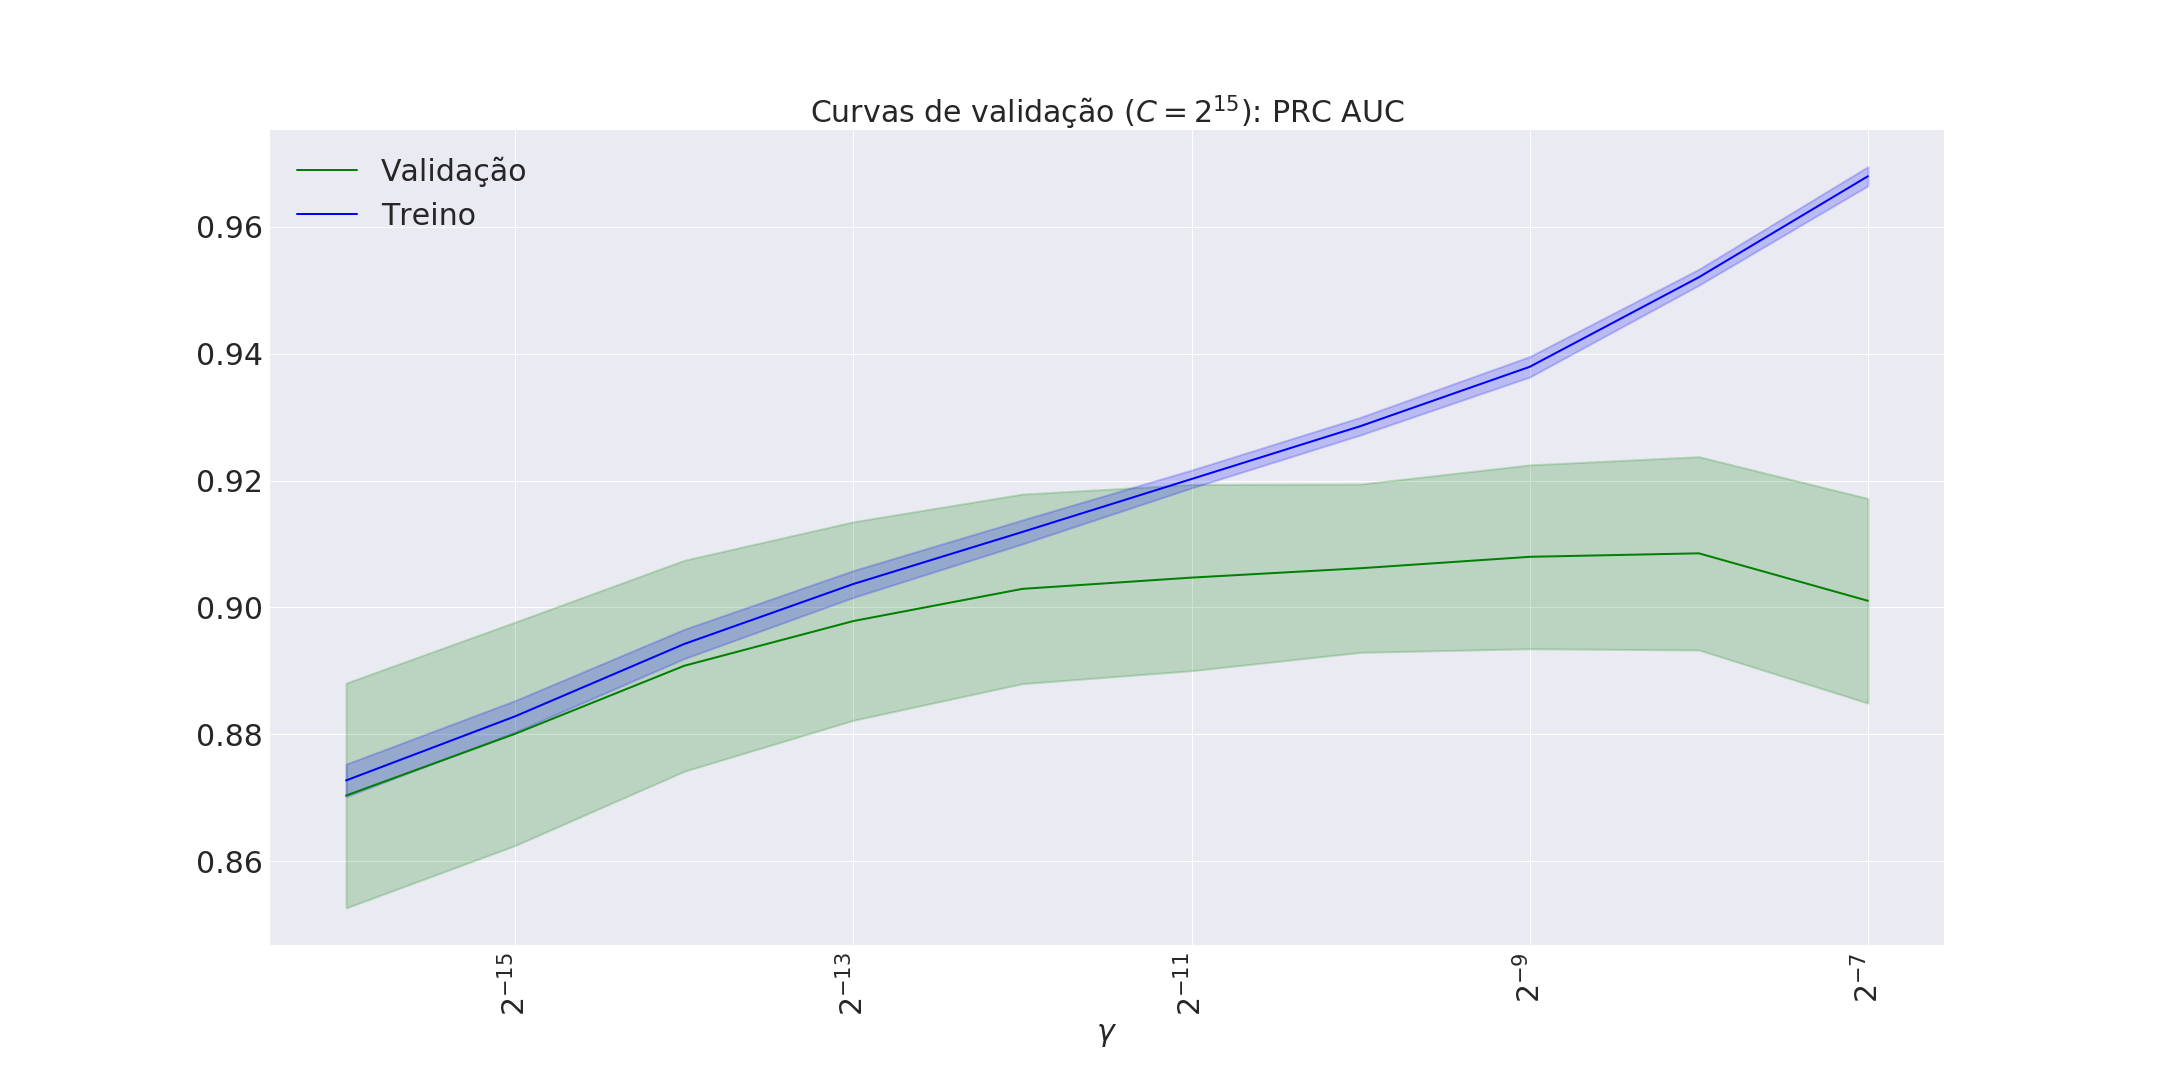 Curvas de validação (C = 2^15): PRC AUC
Validação
Treino
0.96
0.94
0.92
0.90
0.88
0.86
2^−15
2^−13
2^−11
2^−9
2^−7
γ